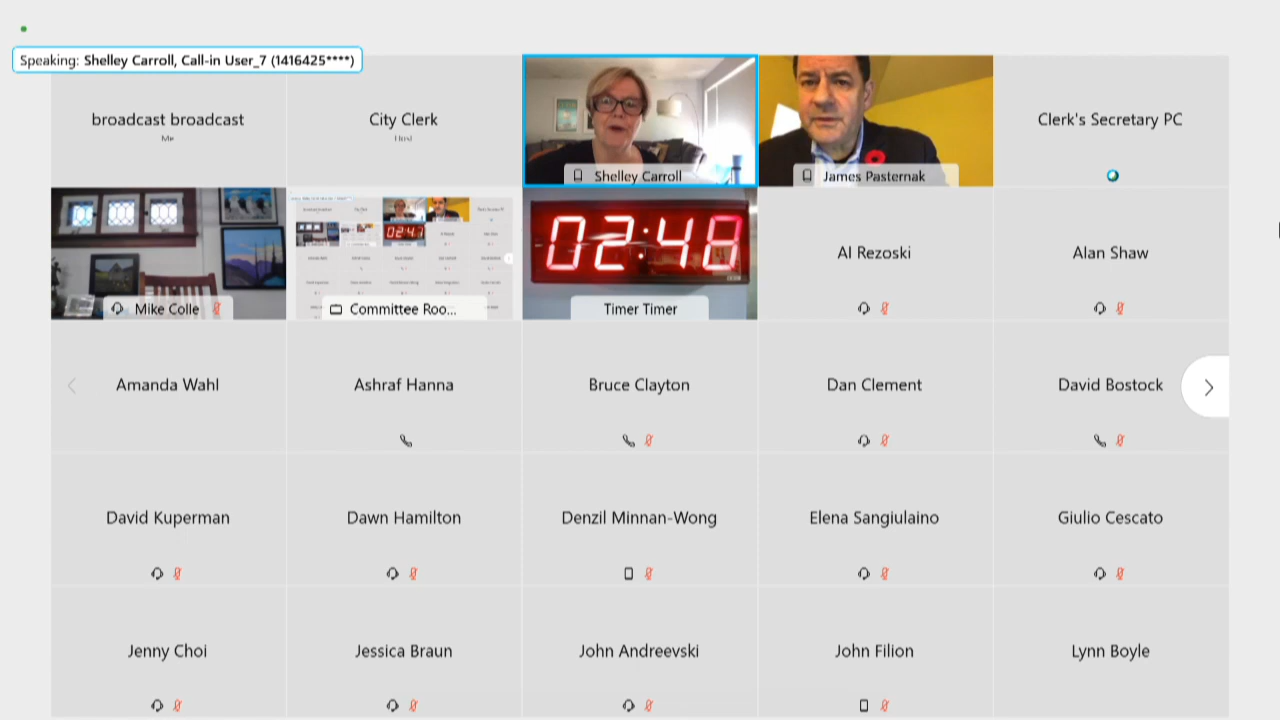 Speaking: Shelley Carroll, Call-in User_7 (1416425****)
broadcast broadcast
Me
City Clerk
Host
Shelley Carroll
James Pasternak
Clerk's Secretary PC
Mike Colle
02:47
Committee Roo...
02:48
Timer Timer
Al Rezoski
Alan Shaw
Amanda Wahl
Ashraf Hanna
Bruce Clayton
Dan Clement
David Bostock
David Kuperman
Dawn Hamilton
Denzil Minnan-Wong
Elena Sangiulaino
Giulio Cescato
Jenny Choi
Jessica Braun
John Andreevski
John Filion
Lynn Boyle